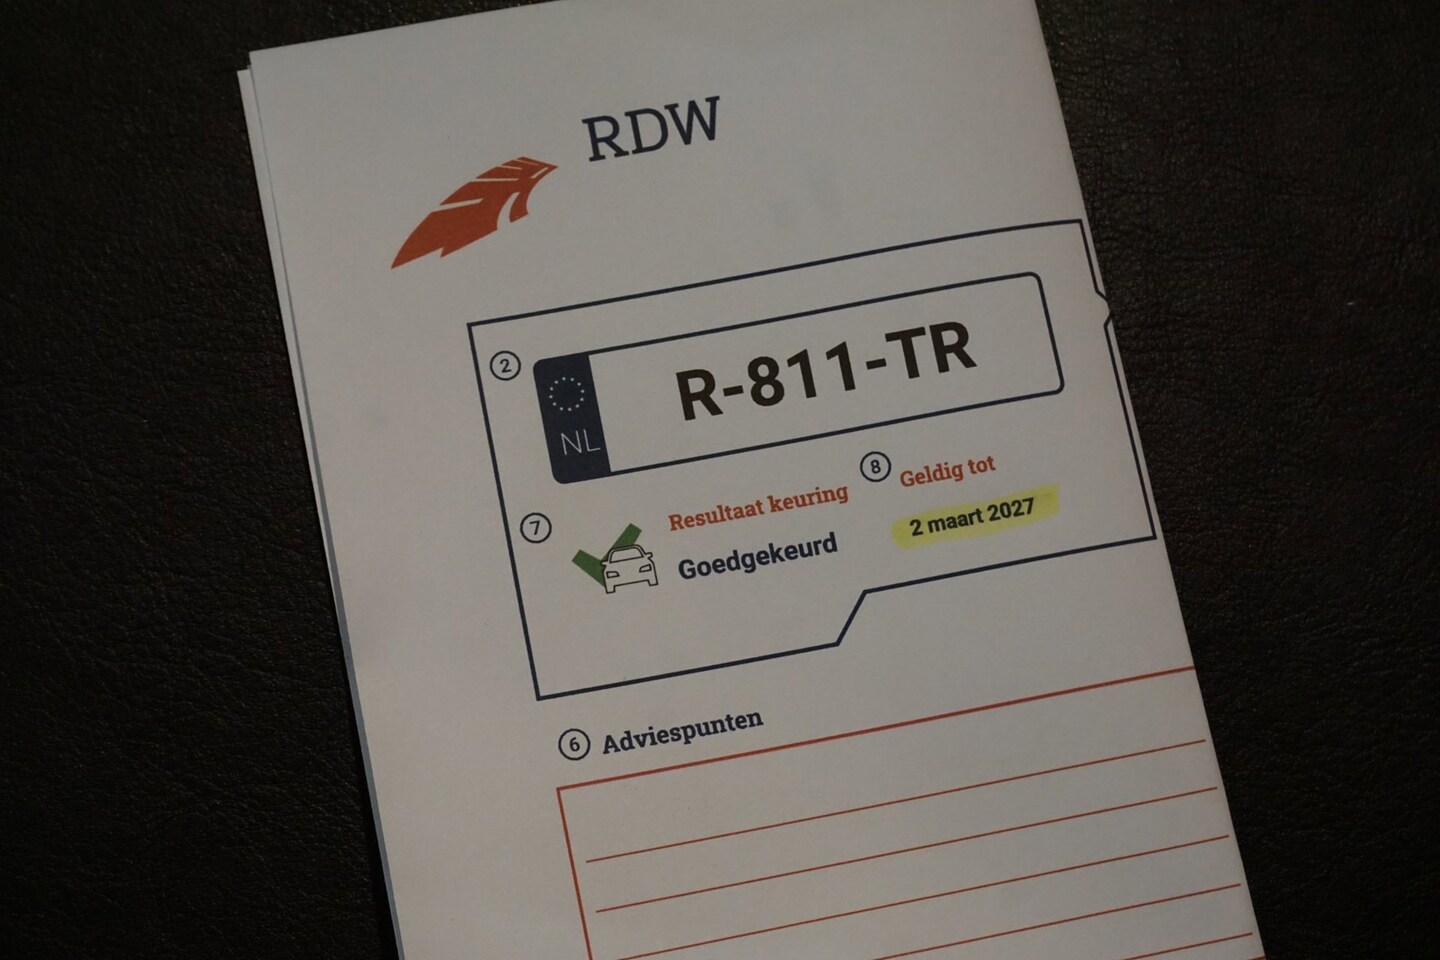 RDW
2
NL
R-811-TR
7
Resultaat keuring
Goedgekeurd
8
Geldig tot
2 maart 2027
6 Adviespunten